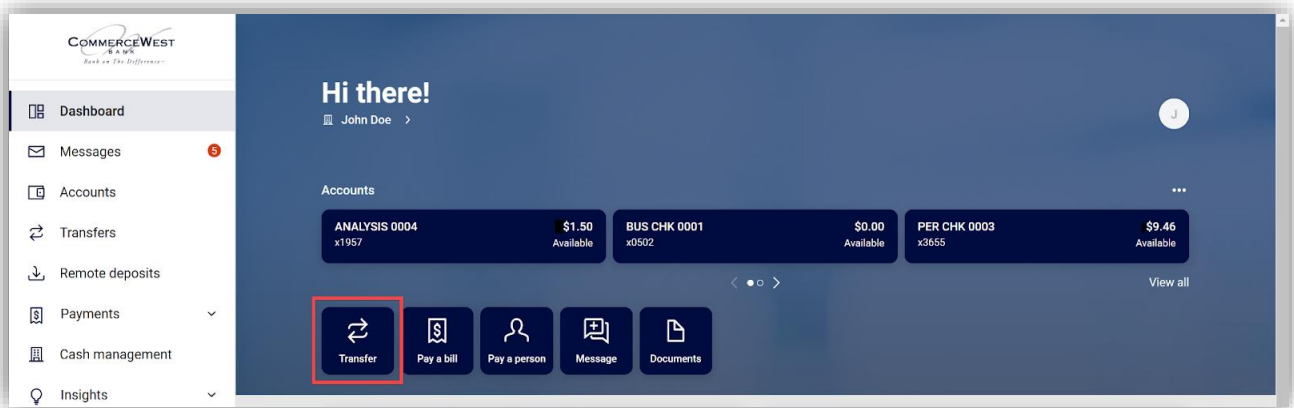 COMMERCEWEST
BANK
Bank on The Difference
Dashboard
Messages
5
Accounts
Transfers
Remote deposits
Payments
Cash management
Insights
Hi there!
John Doe
J
Accounts
ANALYSIS 0004 $1.50
x1957 Available
BUS CHK 0001 $0.00
x0502 Available
PER CHK 0003 $9.46
x3655 Available
View all
Transfer
Pay a bill
Pay a person
Message
Documents